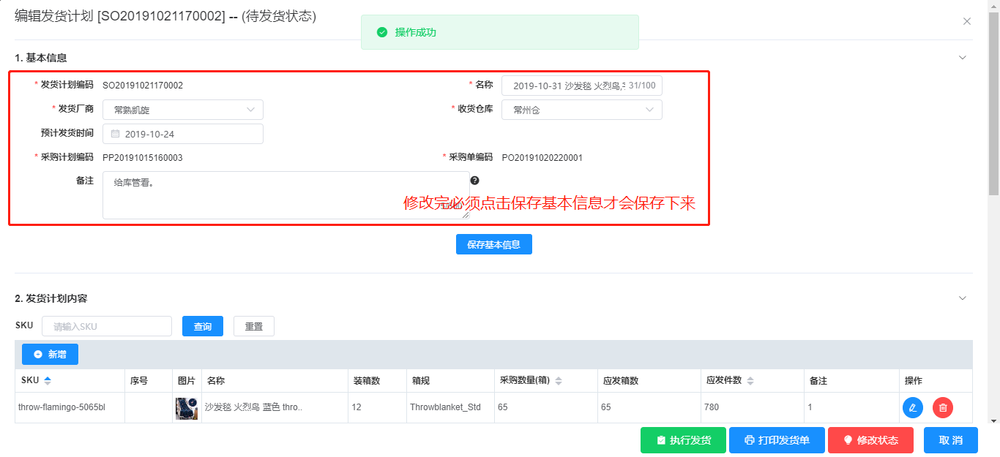 编辑发货计划 [SO20191021170002] -- (待发货状态)
操作成功
1. 基本信息
* 发货计划编码 SO20191021170002 * 名称 2019-10-31 沙发毯 火烈鸟, 31/100
* 发货厂商 常熟凯旋 * 收货仓库 常州仓
预计发货时间 2019-10-24
* 采购计划编码 PP20191015160003 * 采购单编码 PO20191020220001
备注 给库管看。
修改完必须点击保存基本信息才会保存下来
保存基本信息
2. 发货计划内容
SKU 请输入SKU 查询 重置
新增
SKU 序号 图片 名称 装箱数 箱规 采购数量(箱) 应发箱数 应发件数 备注 操作
throw-flamingo-5065bl 沙发毯 火烈鸟 蓝色 thro.. 12 Throwblanket_Std 65 65 780 1
执行发货 打印发货单 修改状态 取 消